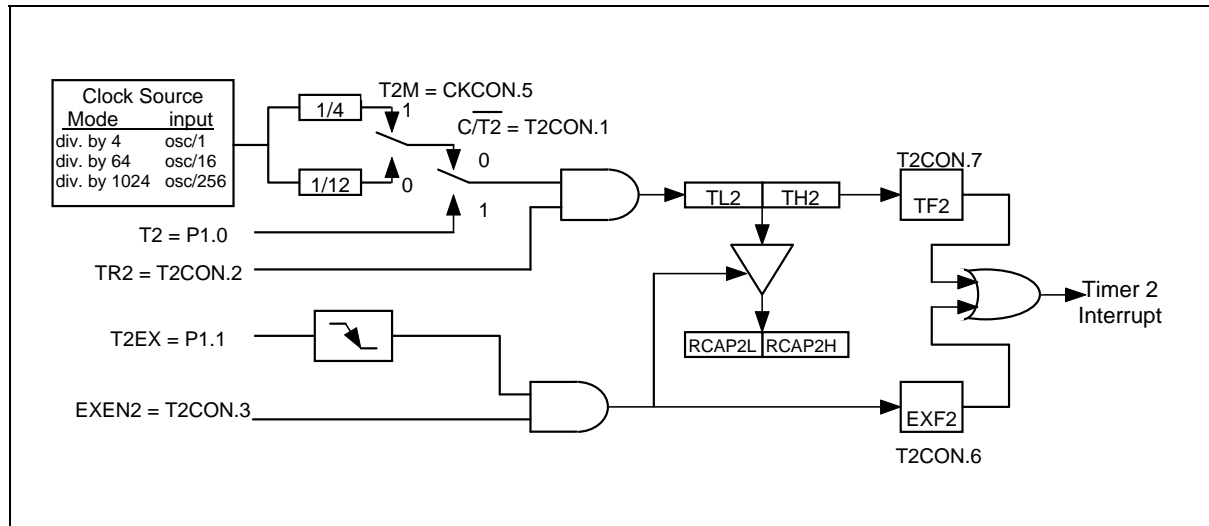 Clock Source
Mode input
div. by 4 osc/1
div. by 64 osc/16
div. by 1024 osc/256
1/4
1/12
T2M = CKCON.5
1
0
C/T2 = T2CON.1
0
1
T2 = P1.0
TR2 = T2CON.2
TL2 TH2
T2CON.7
TF2
T2EX = P1.1
RCAP2L RCAP2H
Timer 2
Interrupt
EXEN2 = T2CON.3
EXF2
T2CON.6